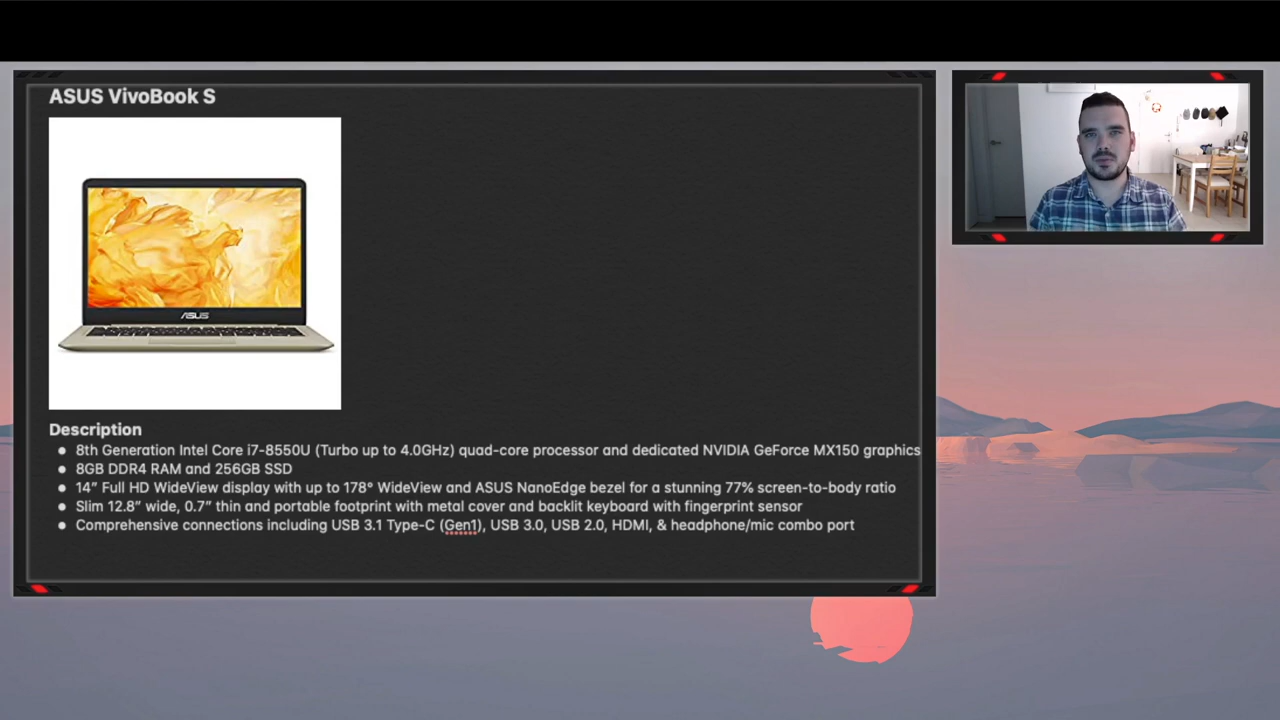 ASUS VivoBook S
ASUS
Description
● 8th Generation Intel Core i7-8550U (Turbo up to 4.0GHz) quad-core processor and dedicated NVIDIA GeForce MX150 graphics
● 8GB DDR4 RAM and 256GB SSD
● 14” Full HD WideView display with up to 178° WideView and ASUS NanoEdge bezel for a stunning 77% screen-to-body ratio
● Slim 12.8” wide, 0.7” thin and portable footprint with metal cover and backlit keyboard with fingerprint sensor
● Comprehensive connections including USB 3.1 Type-C (Gen1), USB 3.0, USB 2.0, HDMI, & headphone/mic combo port